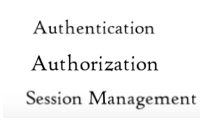 Authentication
Authorization
Session Management